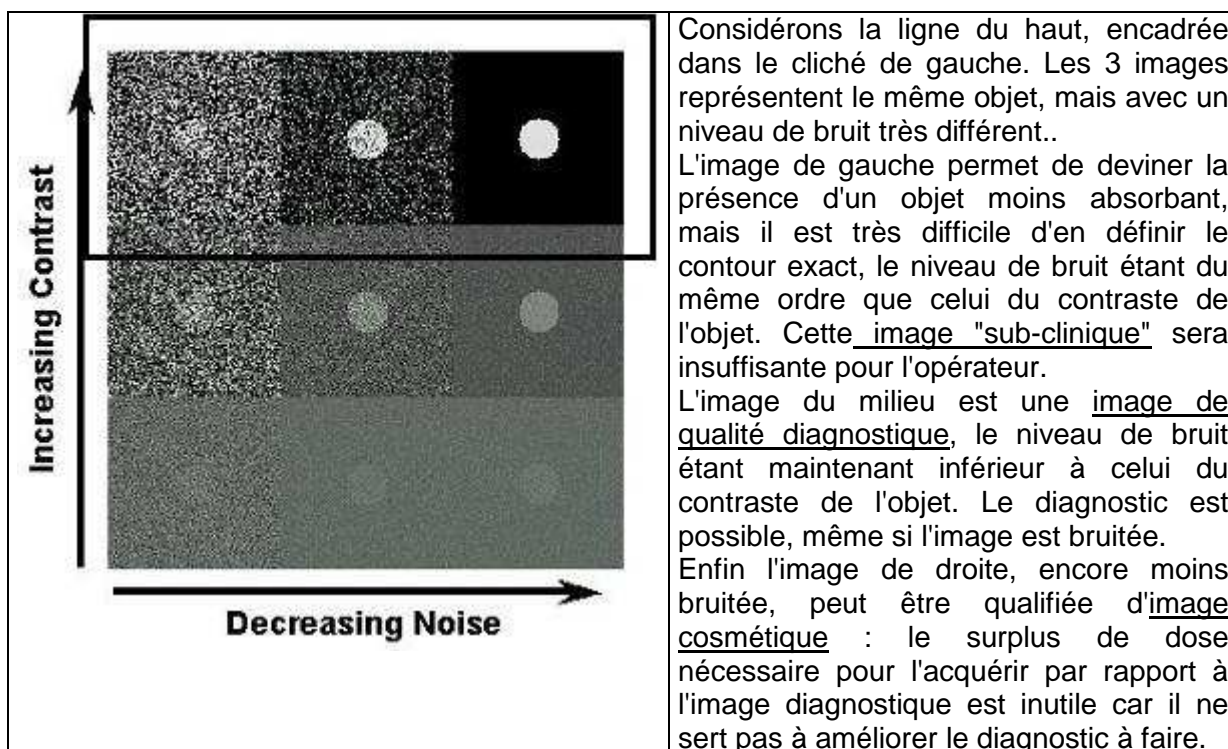 Increasing Contrast
Decreasing Noise
Considérons la ligne du haut, encadrée
dans le cliché de gauche. Les 3 images
représentent le même objet, mais avec un
niveau de bruit très différent..
L'image de gauche permet de deviner la
présence d'un objet moins absorbant,
mais il est très difficile d'en définir le
contour exact, le niveau de bruit étant du
même ordre que celui du contraste de
l'objet. Cette image "sub-clinique" sera
insuffisante pour l'opérateur.
L'image du milieu est une image de
qualité diagnostique, le niveau de bruit
étant maintenant inférieur à celui du
contraste de l'objet. Le diagnostic est
possible, même si l'image est bruitée.
Enfin l'image de droite, encore moins
bruitée, peut être qualifiée d'image
cosmétique : le surplus de dose
nécessaire pour l'acquérir par rapport à
l'image diagnostique est inutile car il ne
sert pas à améliorer le diagnostic à faire.